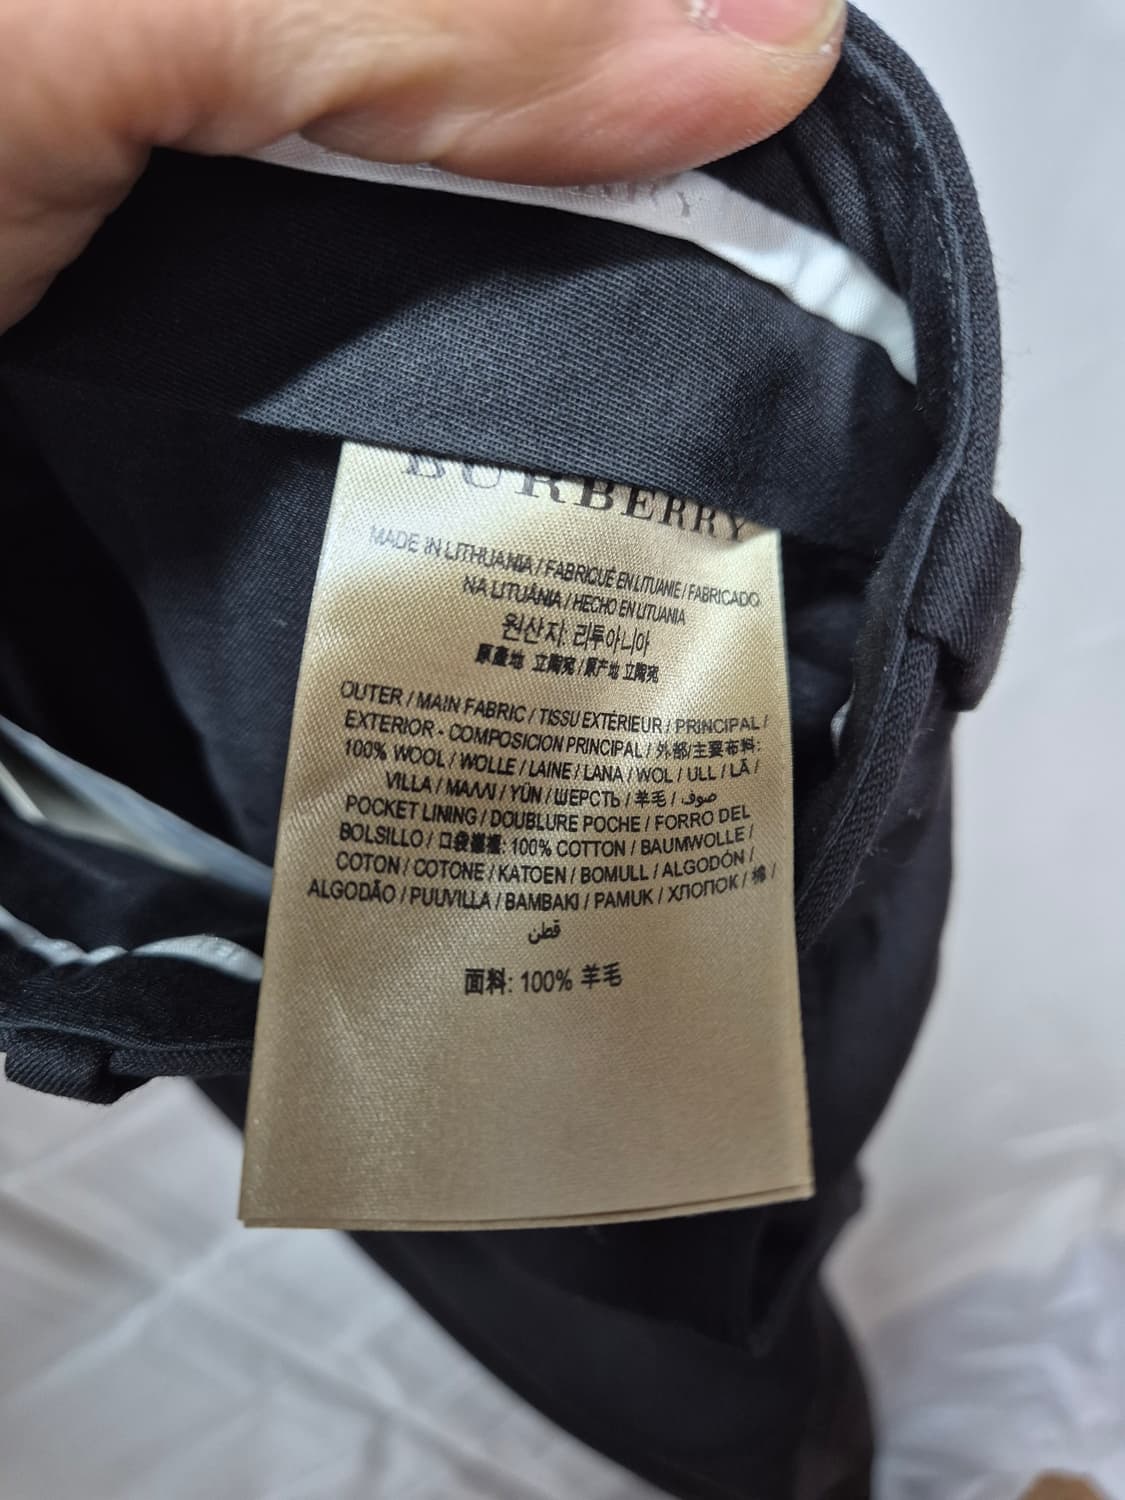 BURBERRY
MADE IN LITHUANIA / FABRIQUÉ EN LITUANIE / FABRICADO
NA LITUÁNIA / HECHO EN LITUANIA
원산지: 리투아니아
原產地 立陶宛 / 原产地 立陶宛
OUTER / MAIN FABRIC / TISSU EXTÉRIEUR / PRINCIPAL /
EXTERIOR - COMPOSICION PRINCIPAL / 外部/主要布料:
100% WOOL / WOLLE / LAINE / LANA / WOL / ULL / LÃ /
VILLA / ΜΑΛΛΙ / YÜN / ШЕРСТЬ / 羊毛 / صوف
POCKET LINING / DOUBLURE POCHE / FORRO DEL
BOLSILLO / 口袋裏襯: 100% COTTON / BAUMWOLLE /
COTON / COTONE / KATOEN / BOMULL / ALGODÓN /
ALGODÃO / PUUVILLA / BAMBAKI / PAMUK / ХЛОПОК / 棉 /
قطن
面料: 100% 羊毛